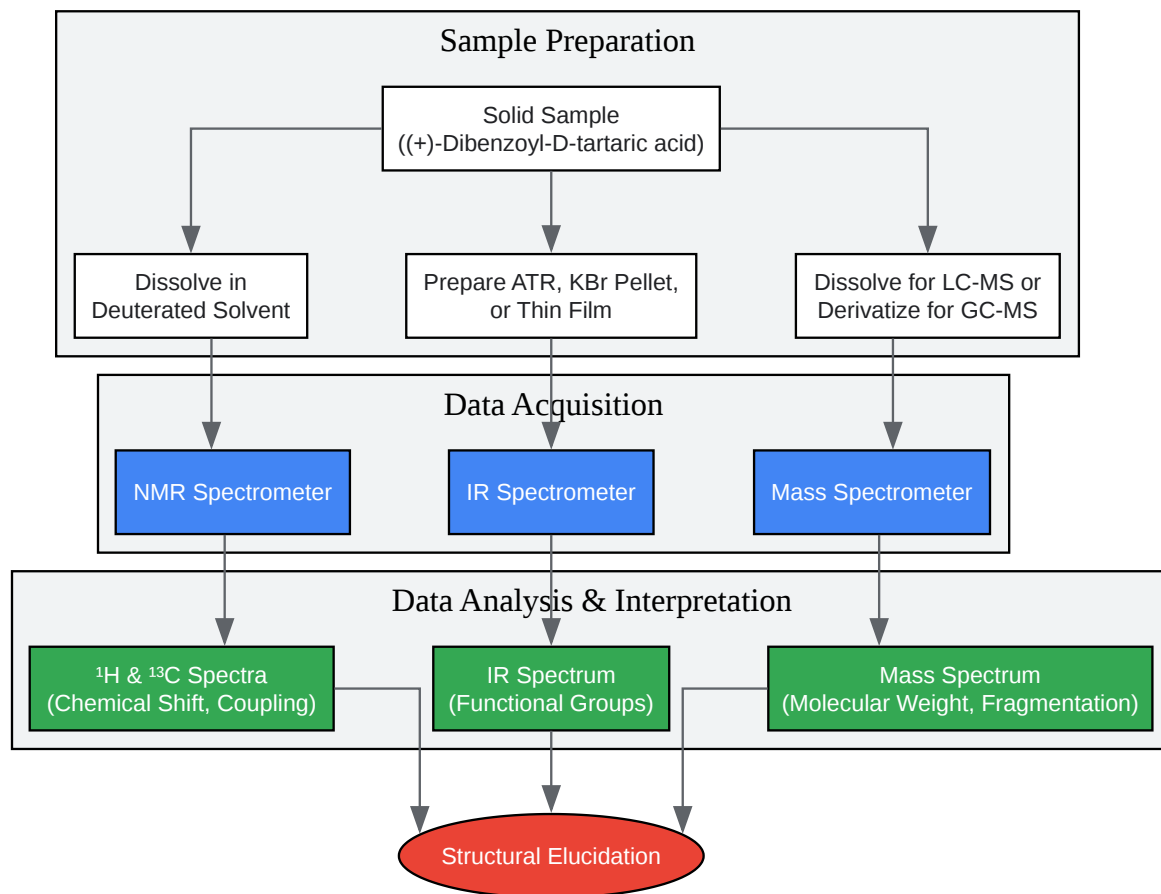 Sample Preparation
Solid Sample
((+)-Dibenzoyl-D-tartaric acid)
Dissolve in
Deuterated Solvent
Prepare ATR, KBr Pellet,
or Thin Film
Dissolve for LC-MS or
Derivatize for GC-MS
Data Acquisition
NMR Spectrometer
IR Spectrometer
Mass Spectrometer
Data Analysis & Interpretation
¹H & ¹³C Spectra
(Chemical Shift, Coupling)
IR Spectrum
(Functional Groups)
Mass Spectrum
(Molecular Weight, Fragmentation)
Structural Elucidation